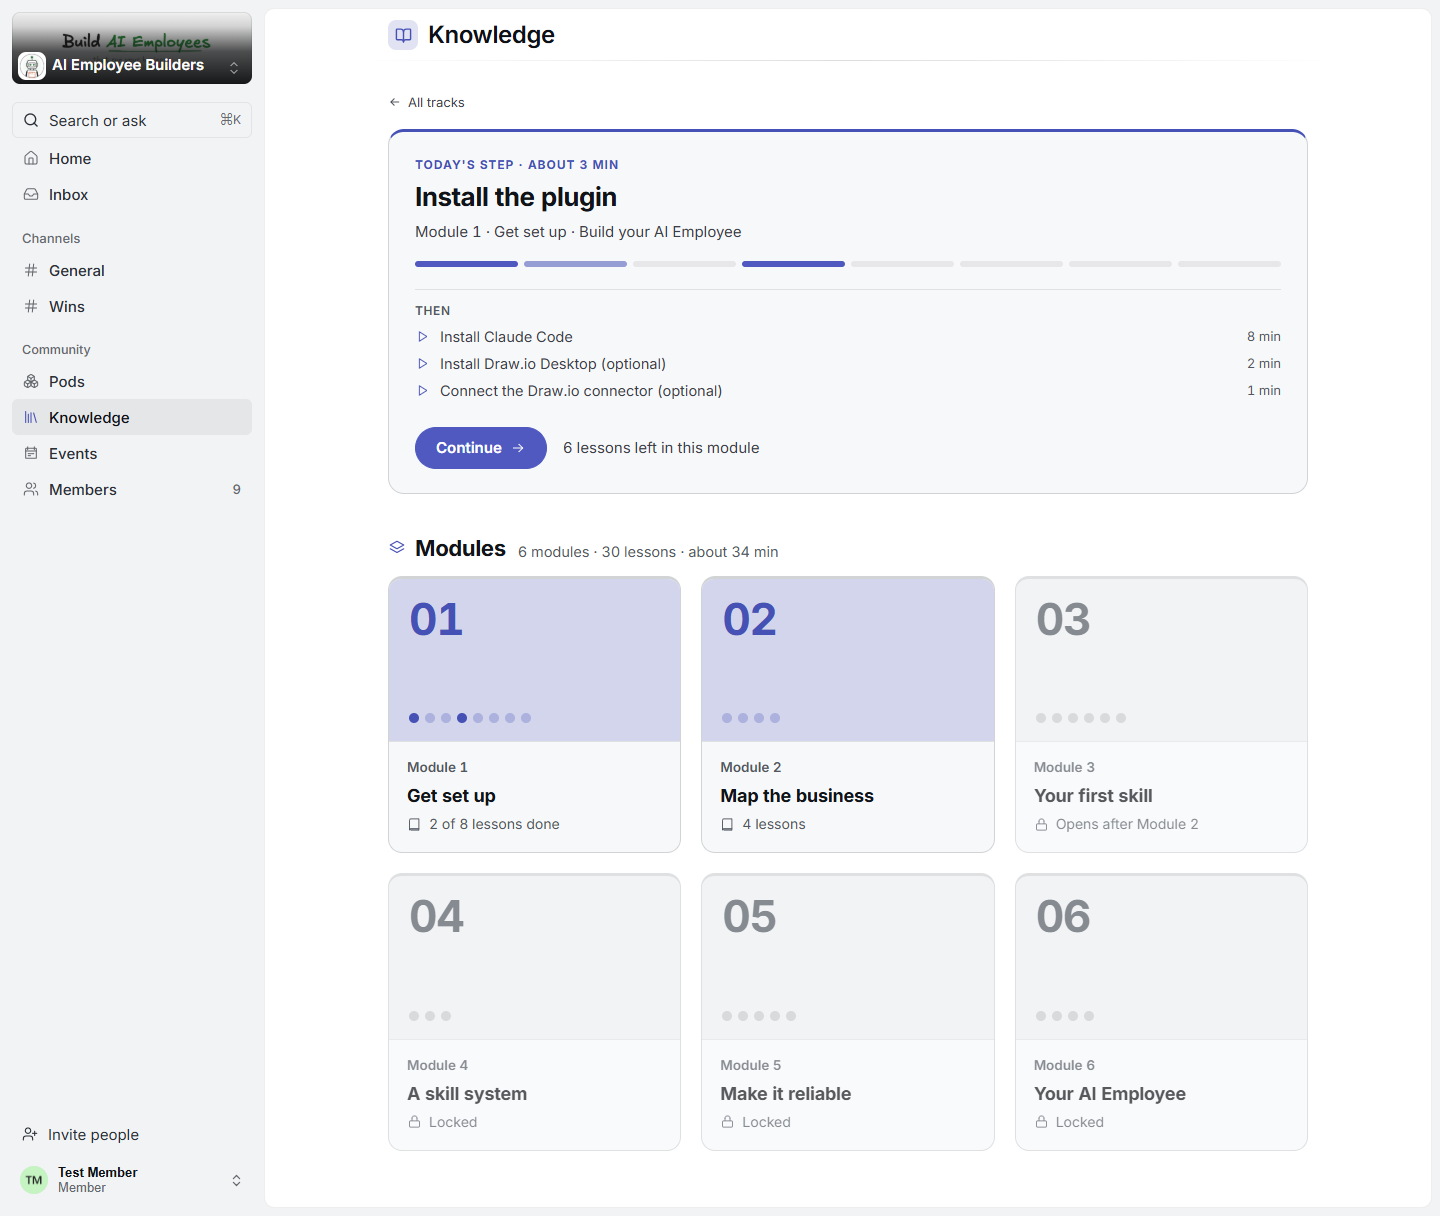 Build AI Employees
AI Employee Builders
Search or ask
⌘K
Home
Inbox
Channels
General
Wins
Community
Pods
Knowledge
Events
Members
9
Invite people
TM
Test Member
Member
Knowledge
All tracks
TODAY'S STEP · ABOUT 3 MIN
Install the plugin
Module 1 · Get set up · Build your AI Employee
THEN
Install Claude Code
8 min
Install Draw.io Desktop (optional)
2 min
Connect the Draw.io connector (optional)
1 min
Continue →
6 lessons left in this module
Modules
6 modules · 30 lessons · about 34 min
01
Module 1
Get set up
2 of 8 lessons done
02
Module 2
Map the business
4 lessons
03
Module 3
Your first skill
Opens after Module 2
04
Module 4
A skill system
Locked
05
Module 5
Make it reliable
Locked
06
Module 6
Your AI Employee
Locked